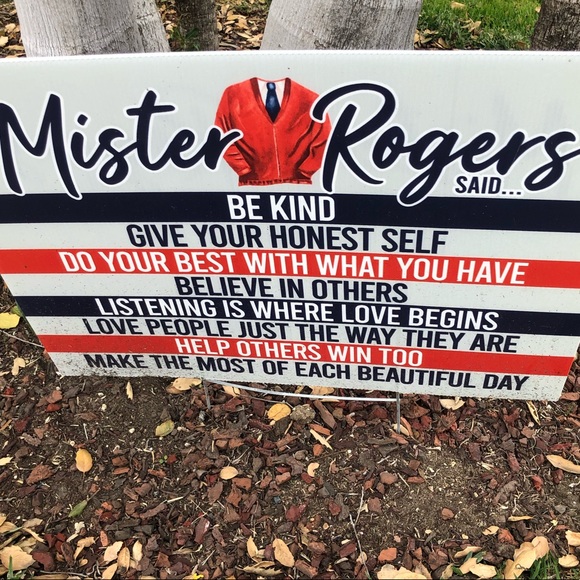 Mister Rogers
SAID...
BE KIND
GIVE YOUR HONEST SELF
DO YOUR BEST WITH WHAT YOU HAVE
BELIEVE IN OTHERS
LISTENING IS WHERE LOVE BEGINS
LOVE PEOPLE JUST THE WAY THEY ARE
HELP OTHERS WIN TOO
MAKE THE MOST OF EACH BEAUTIFUL DAY